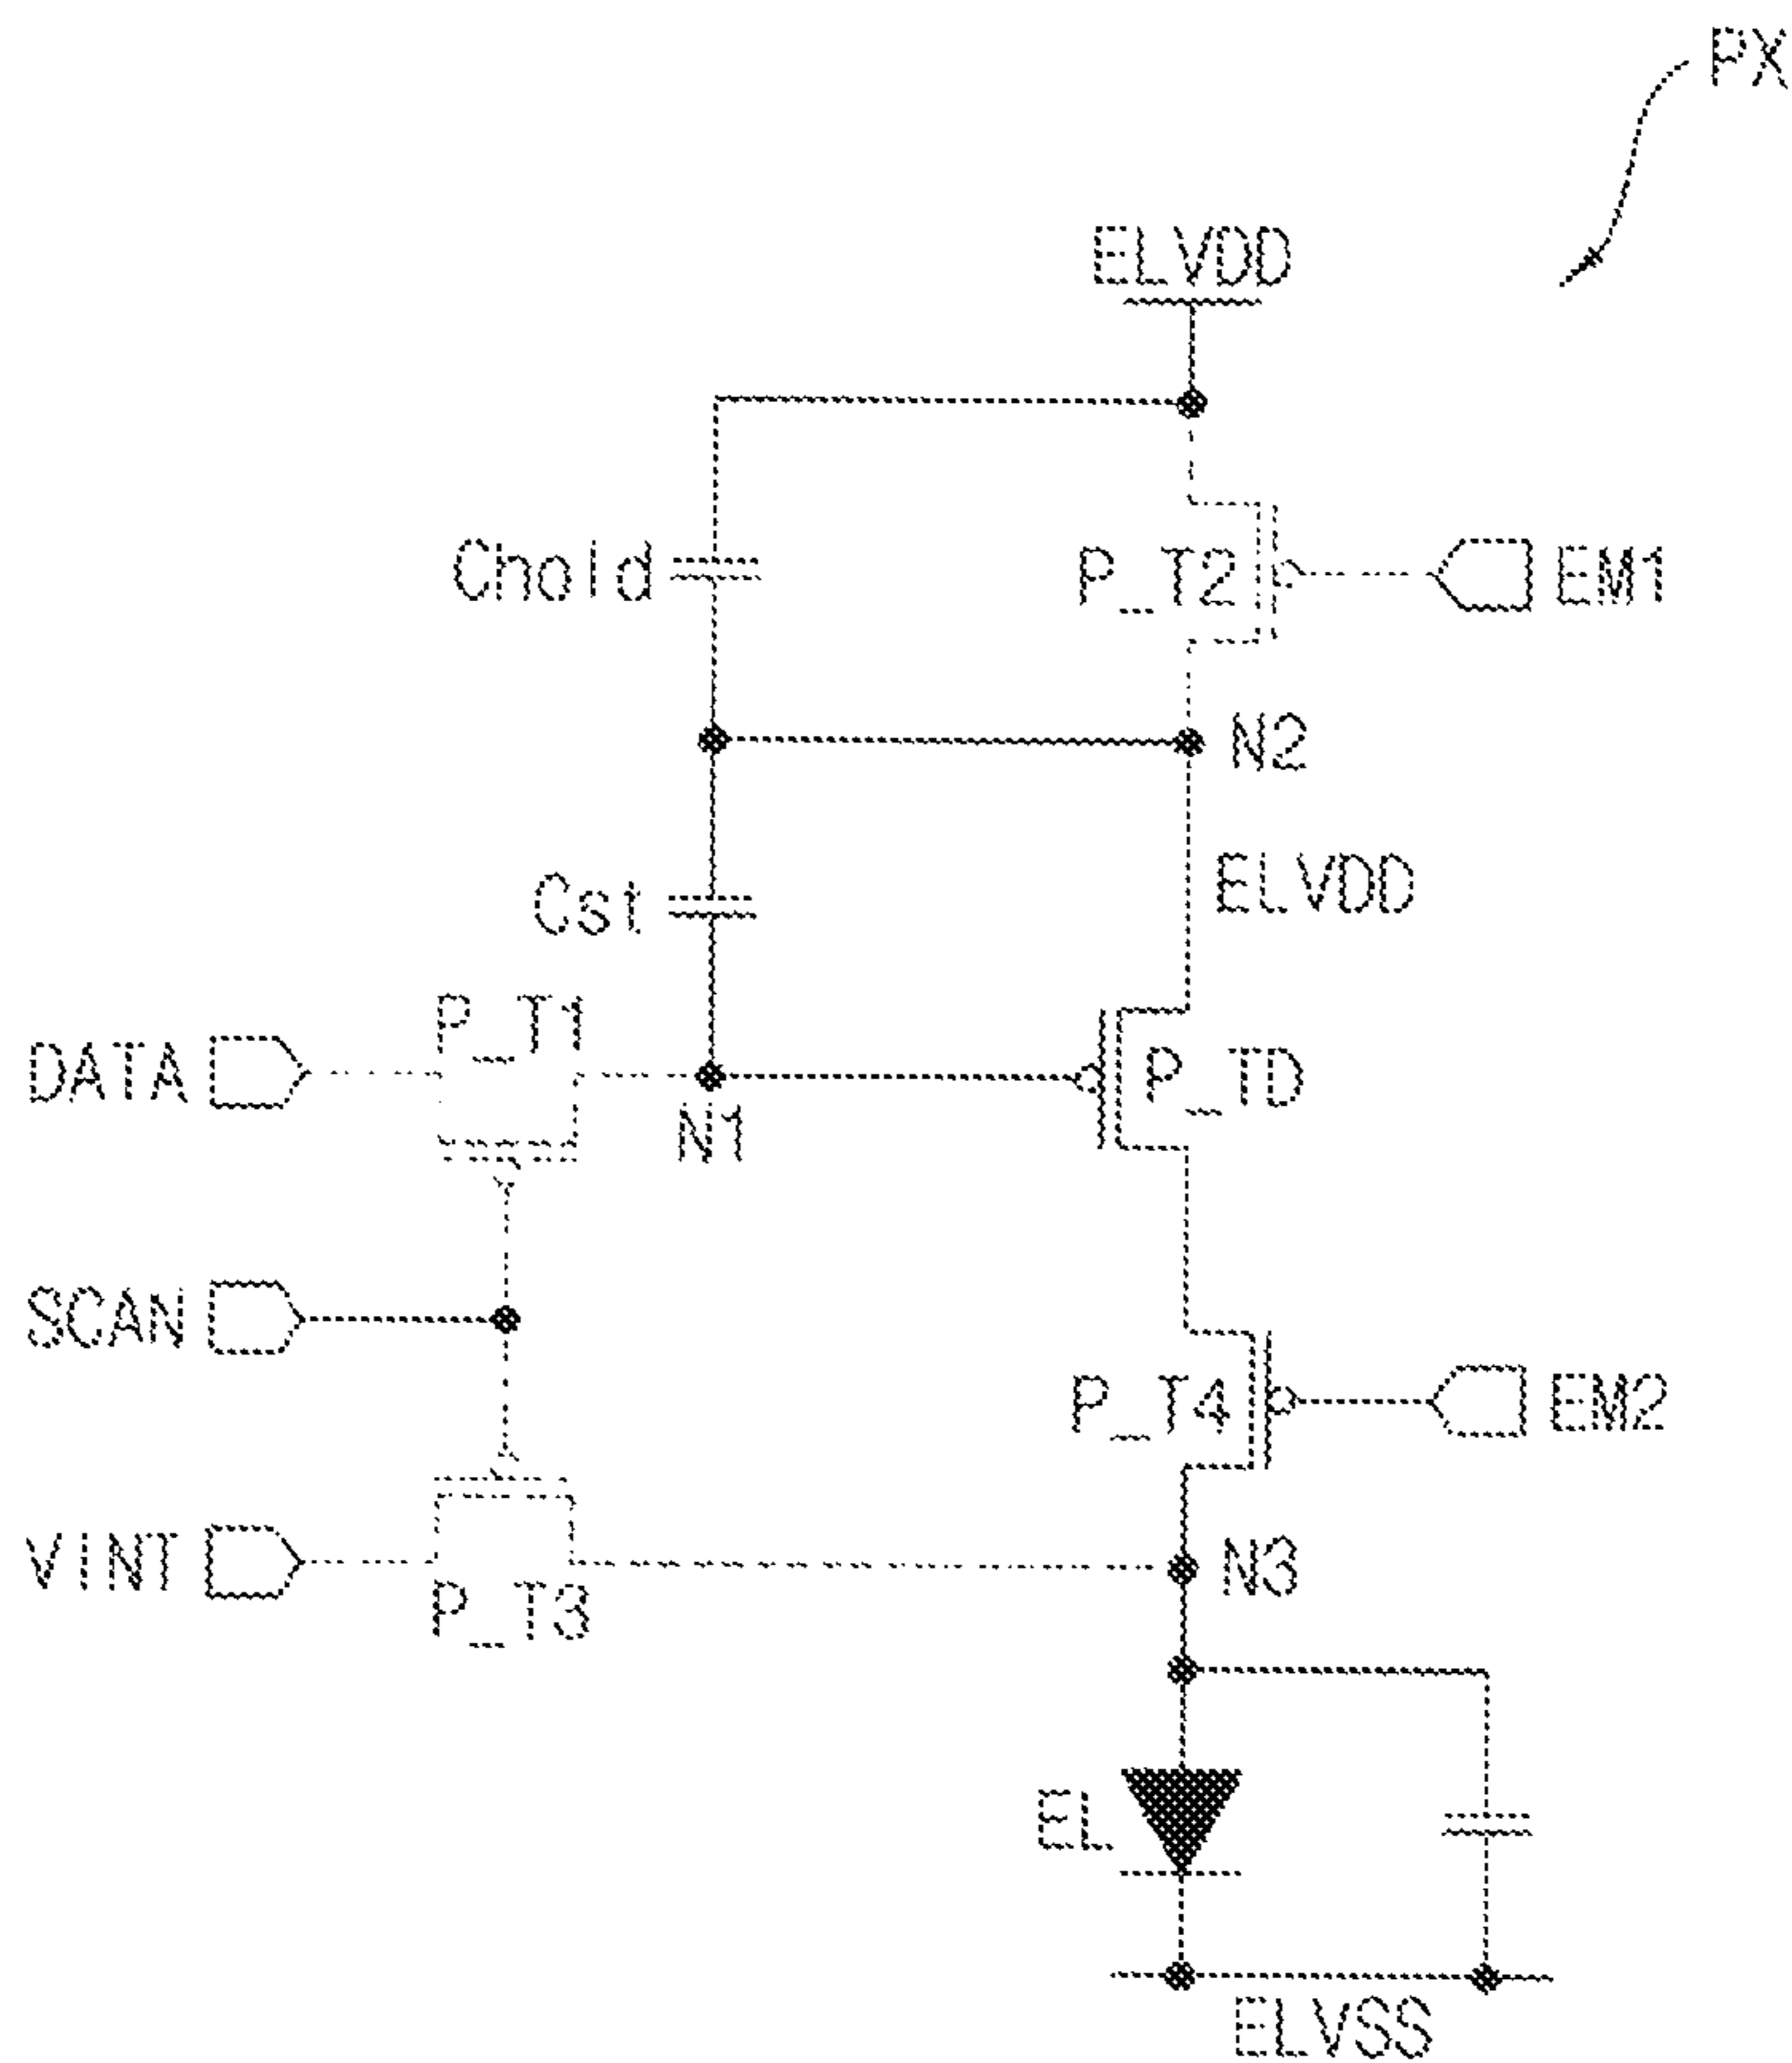 PX
ELVDD
Chold
P_T2
EM1
N2
Cst
ELVDD
P_T1
DATA
P_TD
N1
SCAN
P_T4
EM2
VINT
N3
P_T3
EL
ELVSS